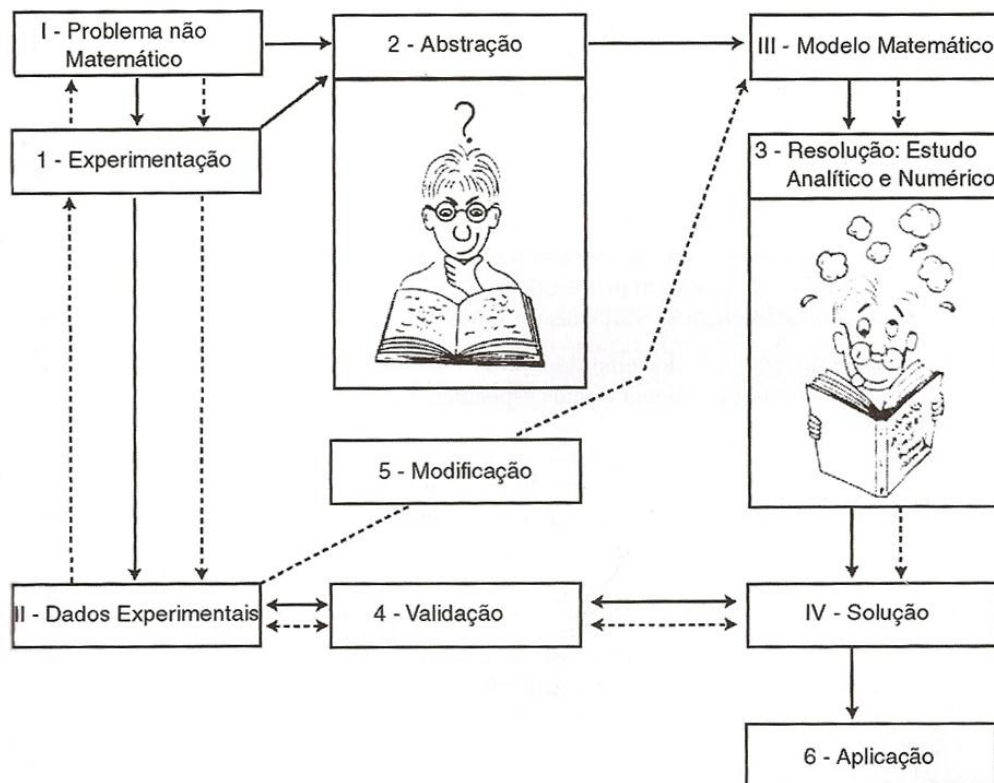 I - Problema não
Matemático
2 - Abstração
III - Modelo Matemático
1 - Experimentação
?
3 - Resolução: Estudo
Analítico e Numérico
5 - Modificação
II - Dados Experimentais
4 - Validação
IV - Solução
6 - Aplicação